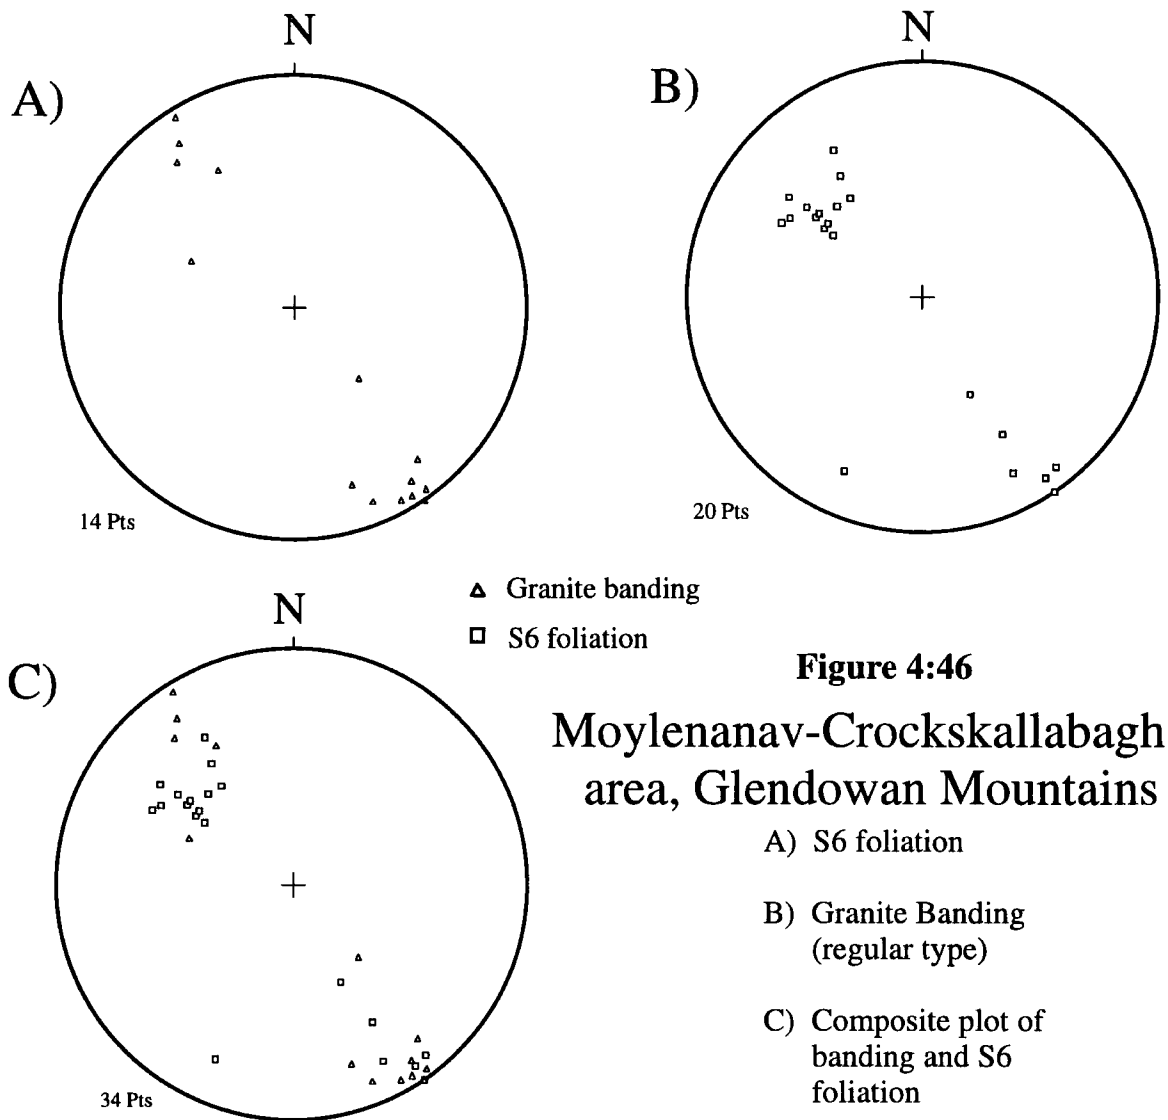 N
A)
14 Pts
N
B)
20 Pts
Granite banding
S6 foliation
N
C)
34 Pts
Figure 4:46
Moylenanav-Crockskallabagh
area, Glendowan Mountains
A) S6 foliation
B) Granite Banding
(regular type)
C) Composite plot of
banding and S6
foliation